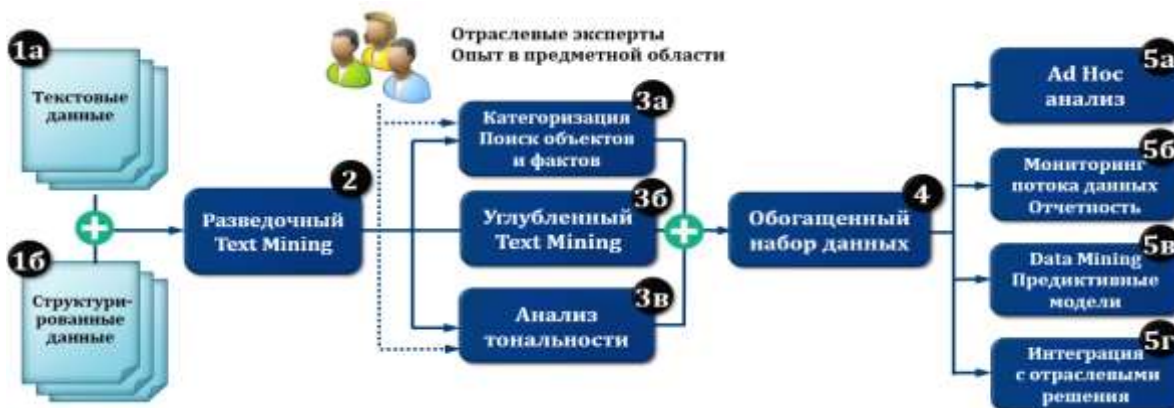 1а
Текстовые
данные
1б
Структури-
рованные
данные
2
Разведочный
Text Mining
Отраслевые эксперты
Опыт в предметной области
3а
Категоризация
Поиск объектов
и фактов
3б
Углубленный
Text Mining
3в
Анализ
тональности
4
Обогащенный
набор данных
5а
Ad Hoc
анализ
5б
Мониторинг
потока данных
Отчетность
5в
Data Mining
Предиктивные
модели
5г
Интеграция
с отраслевыми
решения